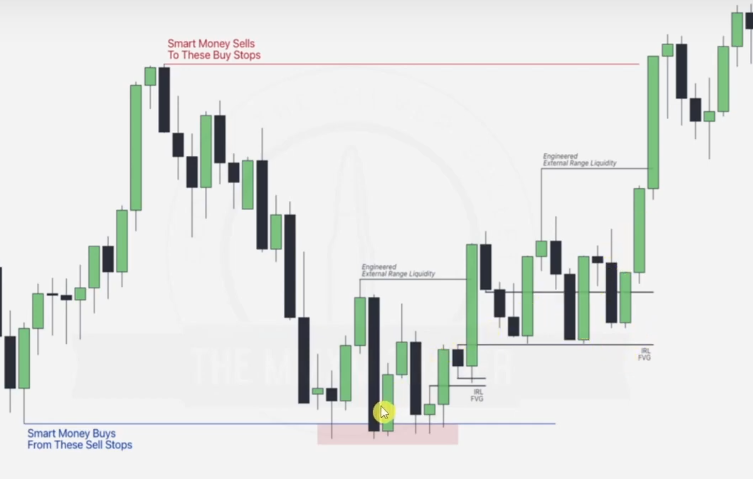 Smart Money Sells
To These Buy Stops
Engineered
External Range Liquidity
Engineered
External Range Liquidity
IRL
FVG
IRL
FVG
Smart Money Buys
From These Sell Stops